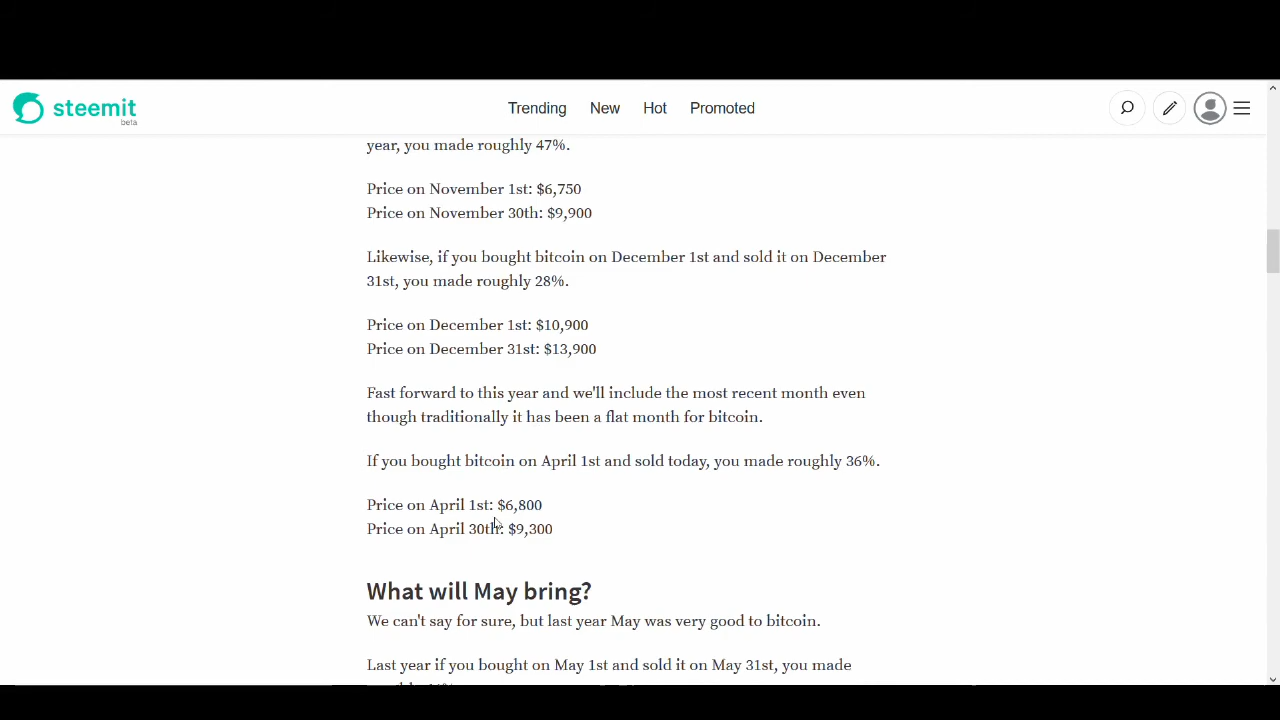 steemit
beta
Trending New Hot Promoted
year, you made roughly 47%.
Price on November 1st: $6,750
Price on November 30th: $9,900
Likewise, if you bought bitcoin on December 1st and sold it on December
31st, you made roughly 28%.
Price on December 1st: $10,900
Price on December 31st: $13,900
Fast forward to this year and we'll include the most recent month even
though traditionally it has been a flat month for bitcoin.
If you bought bitcoin on April 1st and sold today, you made roughly 36%.
Price on April 1st: $6,800
Price on April 30th: $9,300
What will May bring?
We can't say for sure, but last year May was very good to bitcoin.
Last year if you bought on May 1st and sold it on May 31st, you made